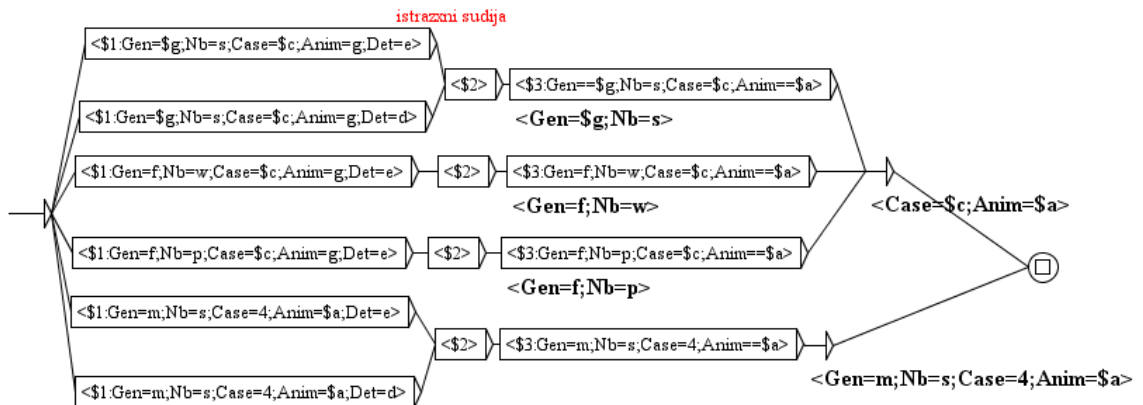 istrazxni sudija
<$1:Gen=$g;Nb=s;Case=$c;Anim=g;Det=e>
<$2>
<$3:Gen==$g;Nb=s;Case=$c;Anim==$a>
<$1:Gen=$g;Nb=s;Case=$c;Anim=g;Det=d>
<Gen=$g;Nb=s>
<$1:Gen=f;Nb=w;Case=$c;Anim=g;Det=e>
<$2>
<$3:Gen=f;Nb=w;Case=$c;Anim==$a>
<Gen=f;Nb=w>
<Case=$c;Anim=$a>
<$1:Gen=f;Nb=p;Case=$c;Anim=g;Det=e>
<$2>
<$3:Gen=f;Nb=p;Case=$c;Anim==$a>
<Gen=f;Nb=p>
<$1:Gen=m;Nb=s;Case=4;Anim=$a;Det=e>
<$2>
<$3:Gen=m;Nb=s;Case=4;Anim==$a>
<$1:Gen=m;Nb=s;Case=4;Anim=$a;Det=d>
<Gen=m;Nb=s;Case=4;Anim=$a>